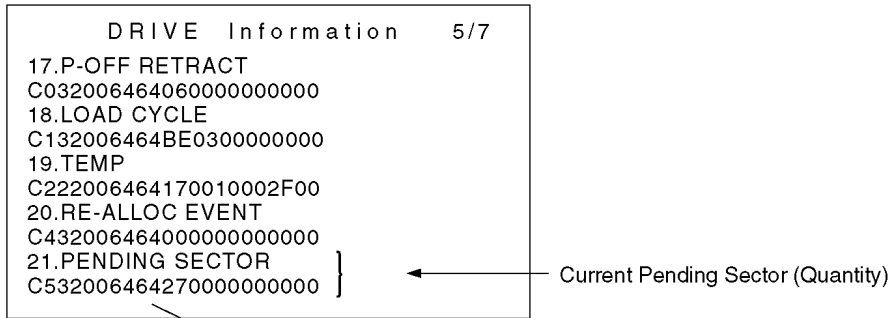 DRIVE Information 5/7
17.P-OFF RETRACT
C0320064640600000000000
18.LOAD CYCLE
C132006464BE0300000000
19.TEMP
C222006464170010002F00
20.RE-ALLOC EVENT
C432006464000000000000
21.PENDING SECTOR
C532006464270000000000
Current Pending Sector (Quantity)